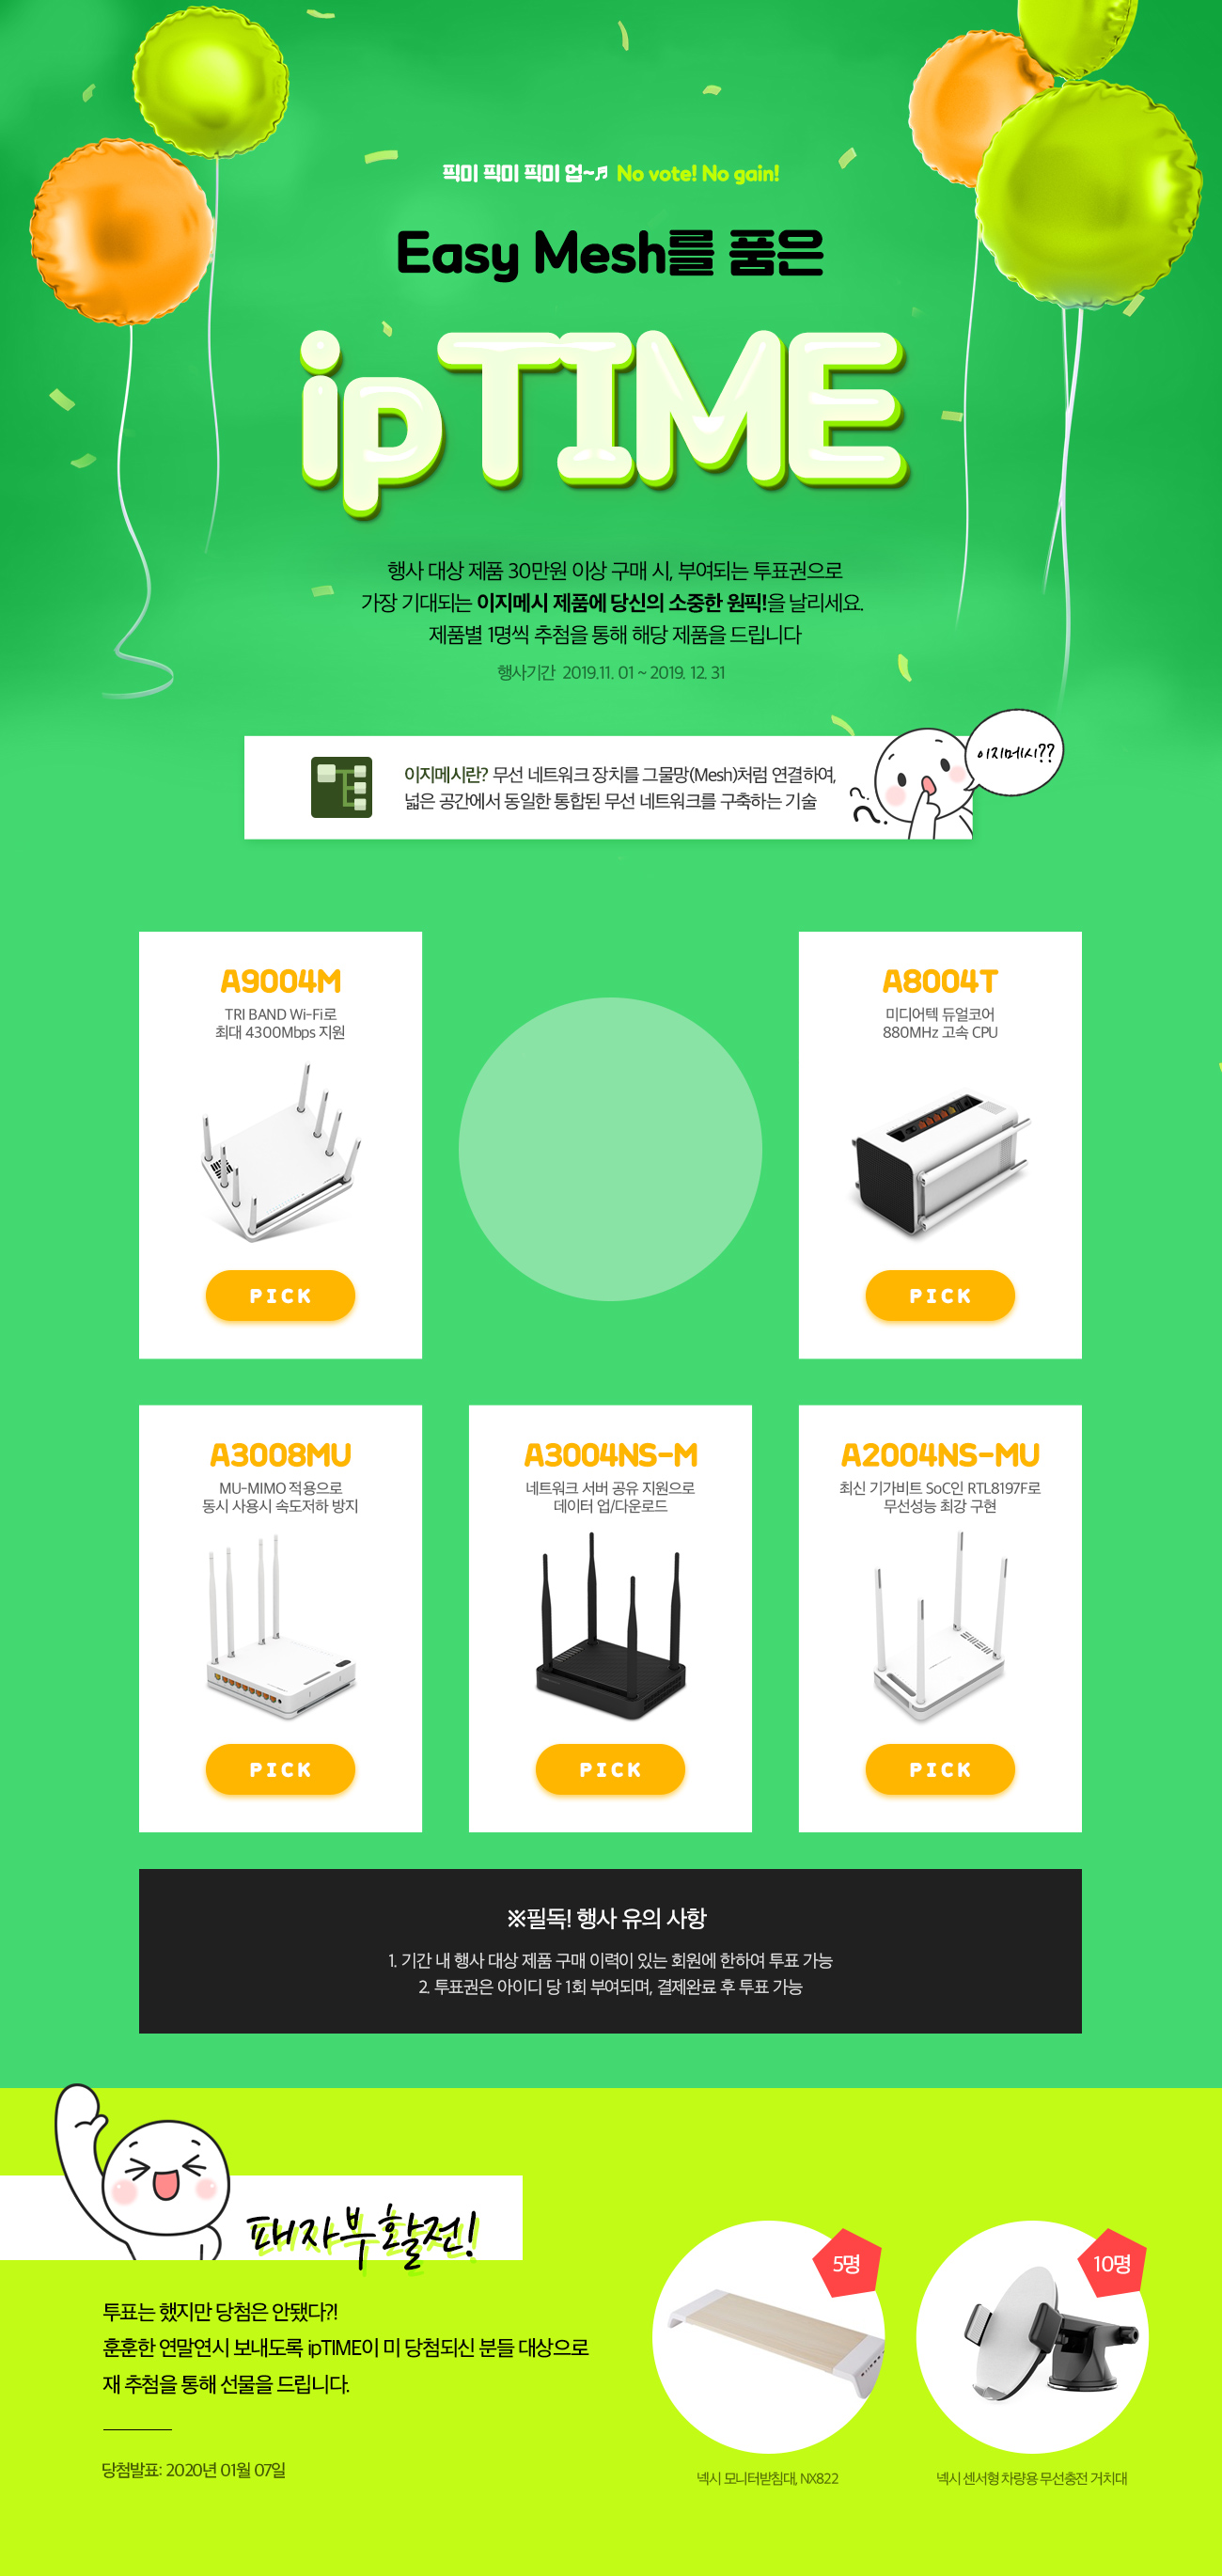 픽미 픽미 픽미 업~♬ No vote! No gain!
Easy Mesh를 품은
ipTIME
행사 대상 제품 30만원 이상 구매 시, 부여되는 투표권으로
가장 기대되는 이지메시 제품에 당신의 소중한 원픽!을 날리세요.
제품별 1명씩 추첨을 통해 해당 제품을 드립니다
행사기간 2019.11. 01 ~ 2019. 12. 31
이지메시란? 무선 네트워크 장치를 그물망(Mesh)처럼 연결하여,
넓은 공간에서 동일한 통합된 무선 네트워크를 구축하는 기술
이지메시??
A9004M
TRI BAND Wi-Fi로
최대 4300Mbps 지원
PICK
A8004T
미디어텍 듀얼코어
880MHz 고속 CPU
PICK
A3008MU
MU-MIMO 적용으로
동시 사용시 속도저하 방지
PICK
A3004NS-M
네트워크 서버 공유 지원으로
데이터 업/다운로드
PICK
A2004NS-MU
최신 기가비트 SoC인 RTL8197F로
무선성능 최강 구현
PICK
※필독! 행사 유의 사항
1. 기간 내 행사 대상 제품 구매 이력이 있는 회원에 한하여 투표 가능
2. 투표권은 아이디 당 1회 부여되며, 결제완료 후 투표 가능
패자부활전!
투표는 했지만 당첨은 안됐다?!
훈훈한 연말연시 보내도록 ipTIME이 미 당첨되신 분들 대상으로
재 추첨을 통해 선물을 드립니다.
당첨발표: 2020년 01월 07일
5명
넥시 모니터받침대, NX822
10명
넥시 센서형 차량용 무선충전 거치대